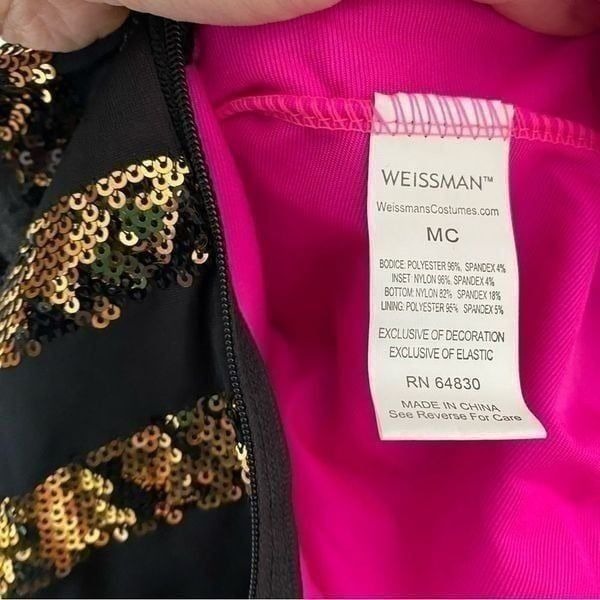 WEISSMAN™
WeissmansCostumes.com
MC
BODICE: POLYESTER 96%, SPANDEX 4%
INSET: NYLON 96%, SPANDEX 4%
BOTTOM: NYLON 82% SPANDEX 18%
LINING: POLYESTER 95% SPANDEX 5%
EXCLUSIVE OF DECORATION
EXCLUSIVE OF ELASTIC
RN 64830
MADE IN CHINA
See Reverse For Care